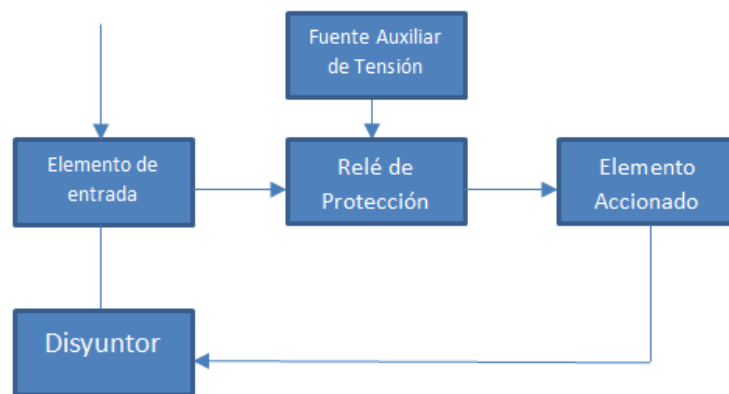 Fuente Auxiliar
de Tensión
Elemento de
entrada
Relé de
Protección
Elemento
Accionado
Disyuntor